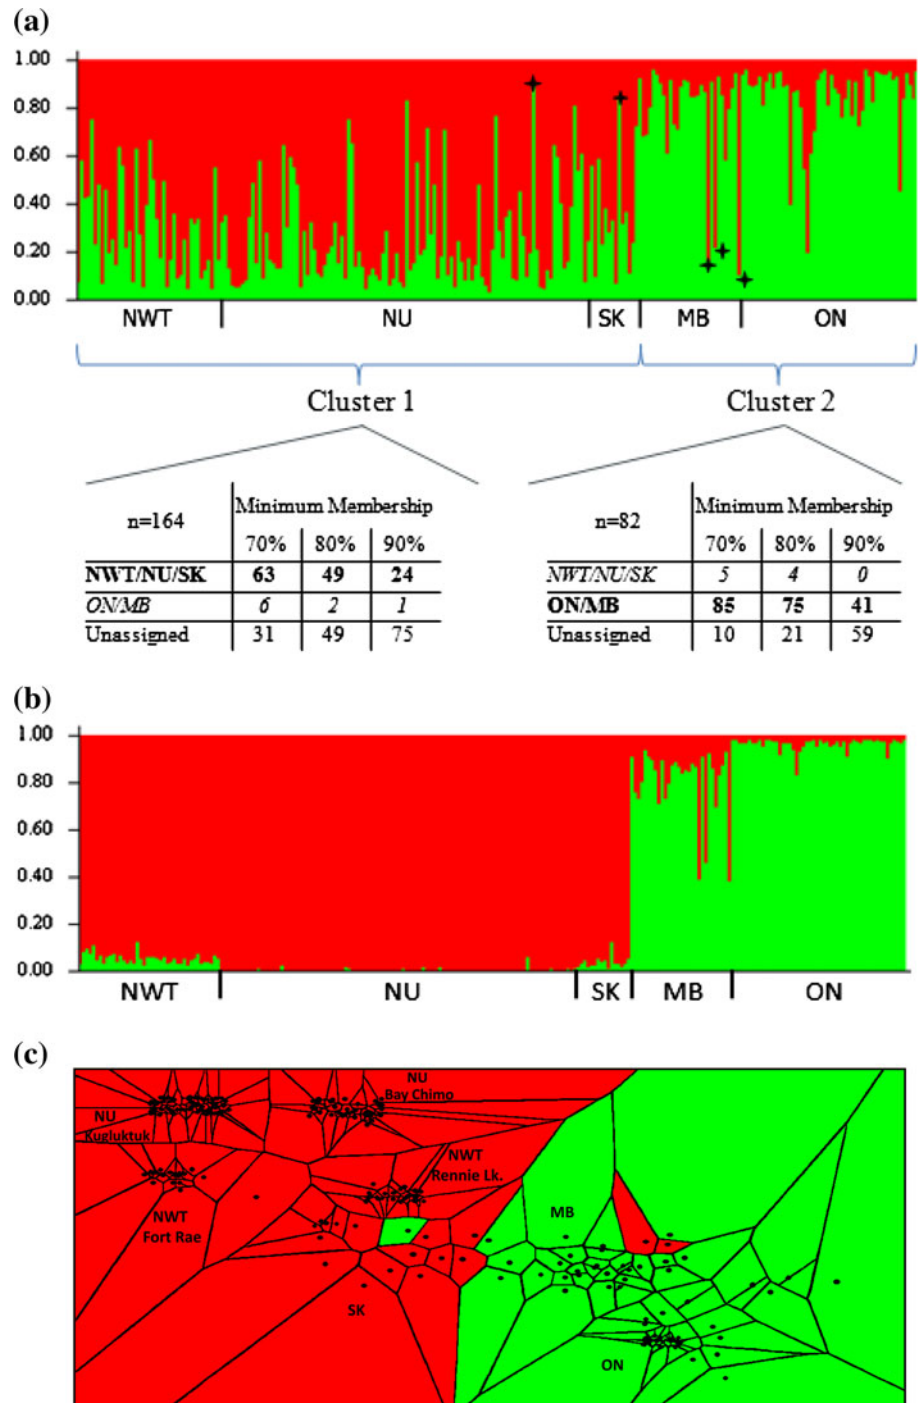 (a)
1.00
0.80
0.60
0.40
0.20
0.00
NWT NU SK MB ON
Cluster 1 Cluster 2
n=164 Minimum Membership
70% 80% 90%
NWT/NU/SK 63 49 24
ON/MB 6 2 1
Unassigned 31 49 75
n=82 Minimum Membership
70% 80% 90%
NWT/NU/SK 5 4 0
ON/MB 85 75 41
Unassigned 10 21 59
(b)
1.00
0.80
0.60
0.40
0.20
0.00
NWT NU SK MB ON
(c)
NU
Bay Chimo
NU
Kugluktuk
NWT
Rennie Lk.
NWT
Fort Rae
MB
SK
ON